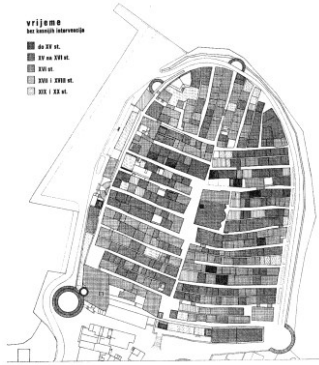 vrijeme
bez kasnijih intervencija
do XV st.
XV na XVI st.
XVI st.
XVII i XVIII st.
XIX i XX st.